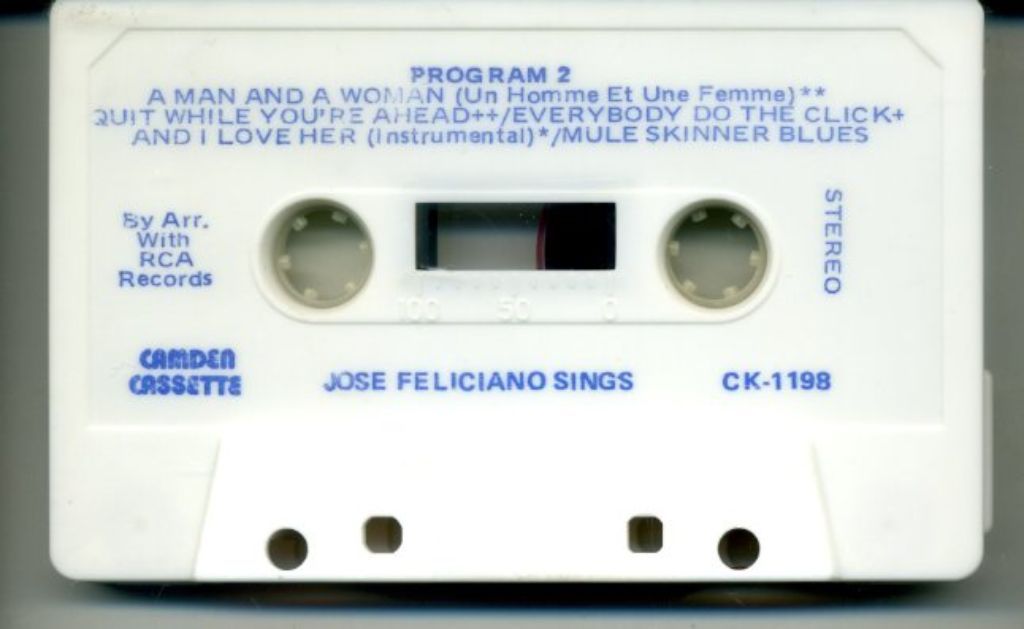 PROGRAM 2
A MAN AND A WOMAN (Un Homme Et Une Femme)**
QUIT WHILE YOU'RE AHEAD++/EVERYBODY DO THE CLICK+
AND I LOVE HER (Instrumental)*/MULE SKINNER BLUES
By Arr.
With
RCA
Records
STEREO
100 50 0
CAMDEN
CASSETTE
JOSE FELICIANO SINGS
CK-1198